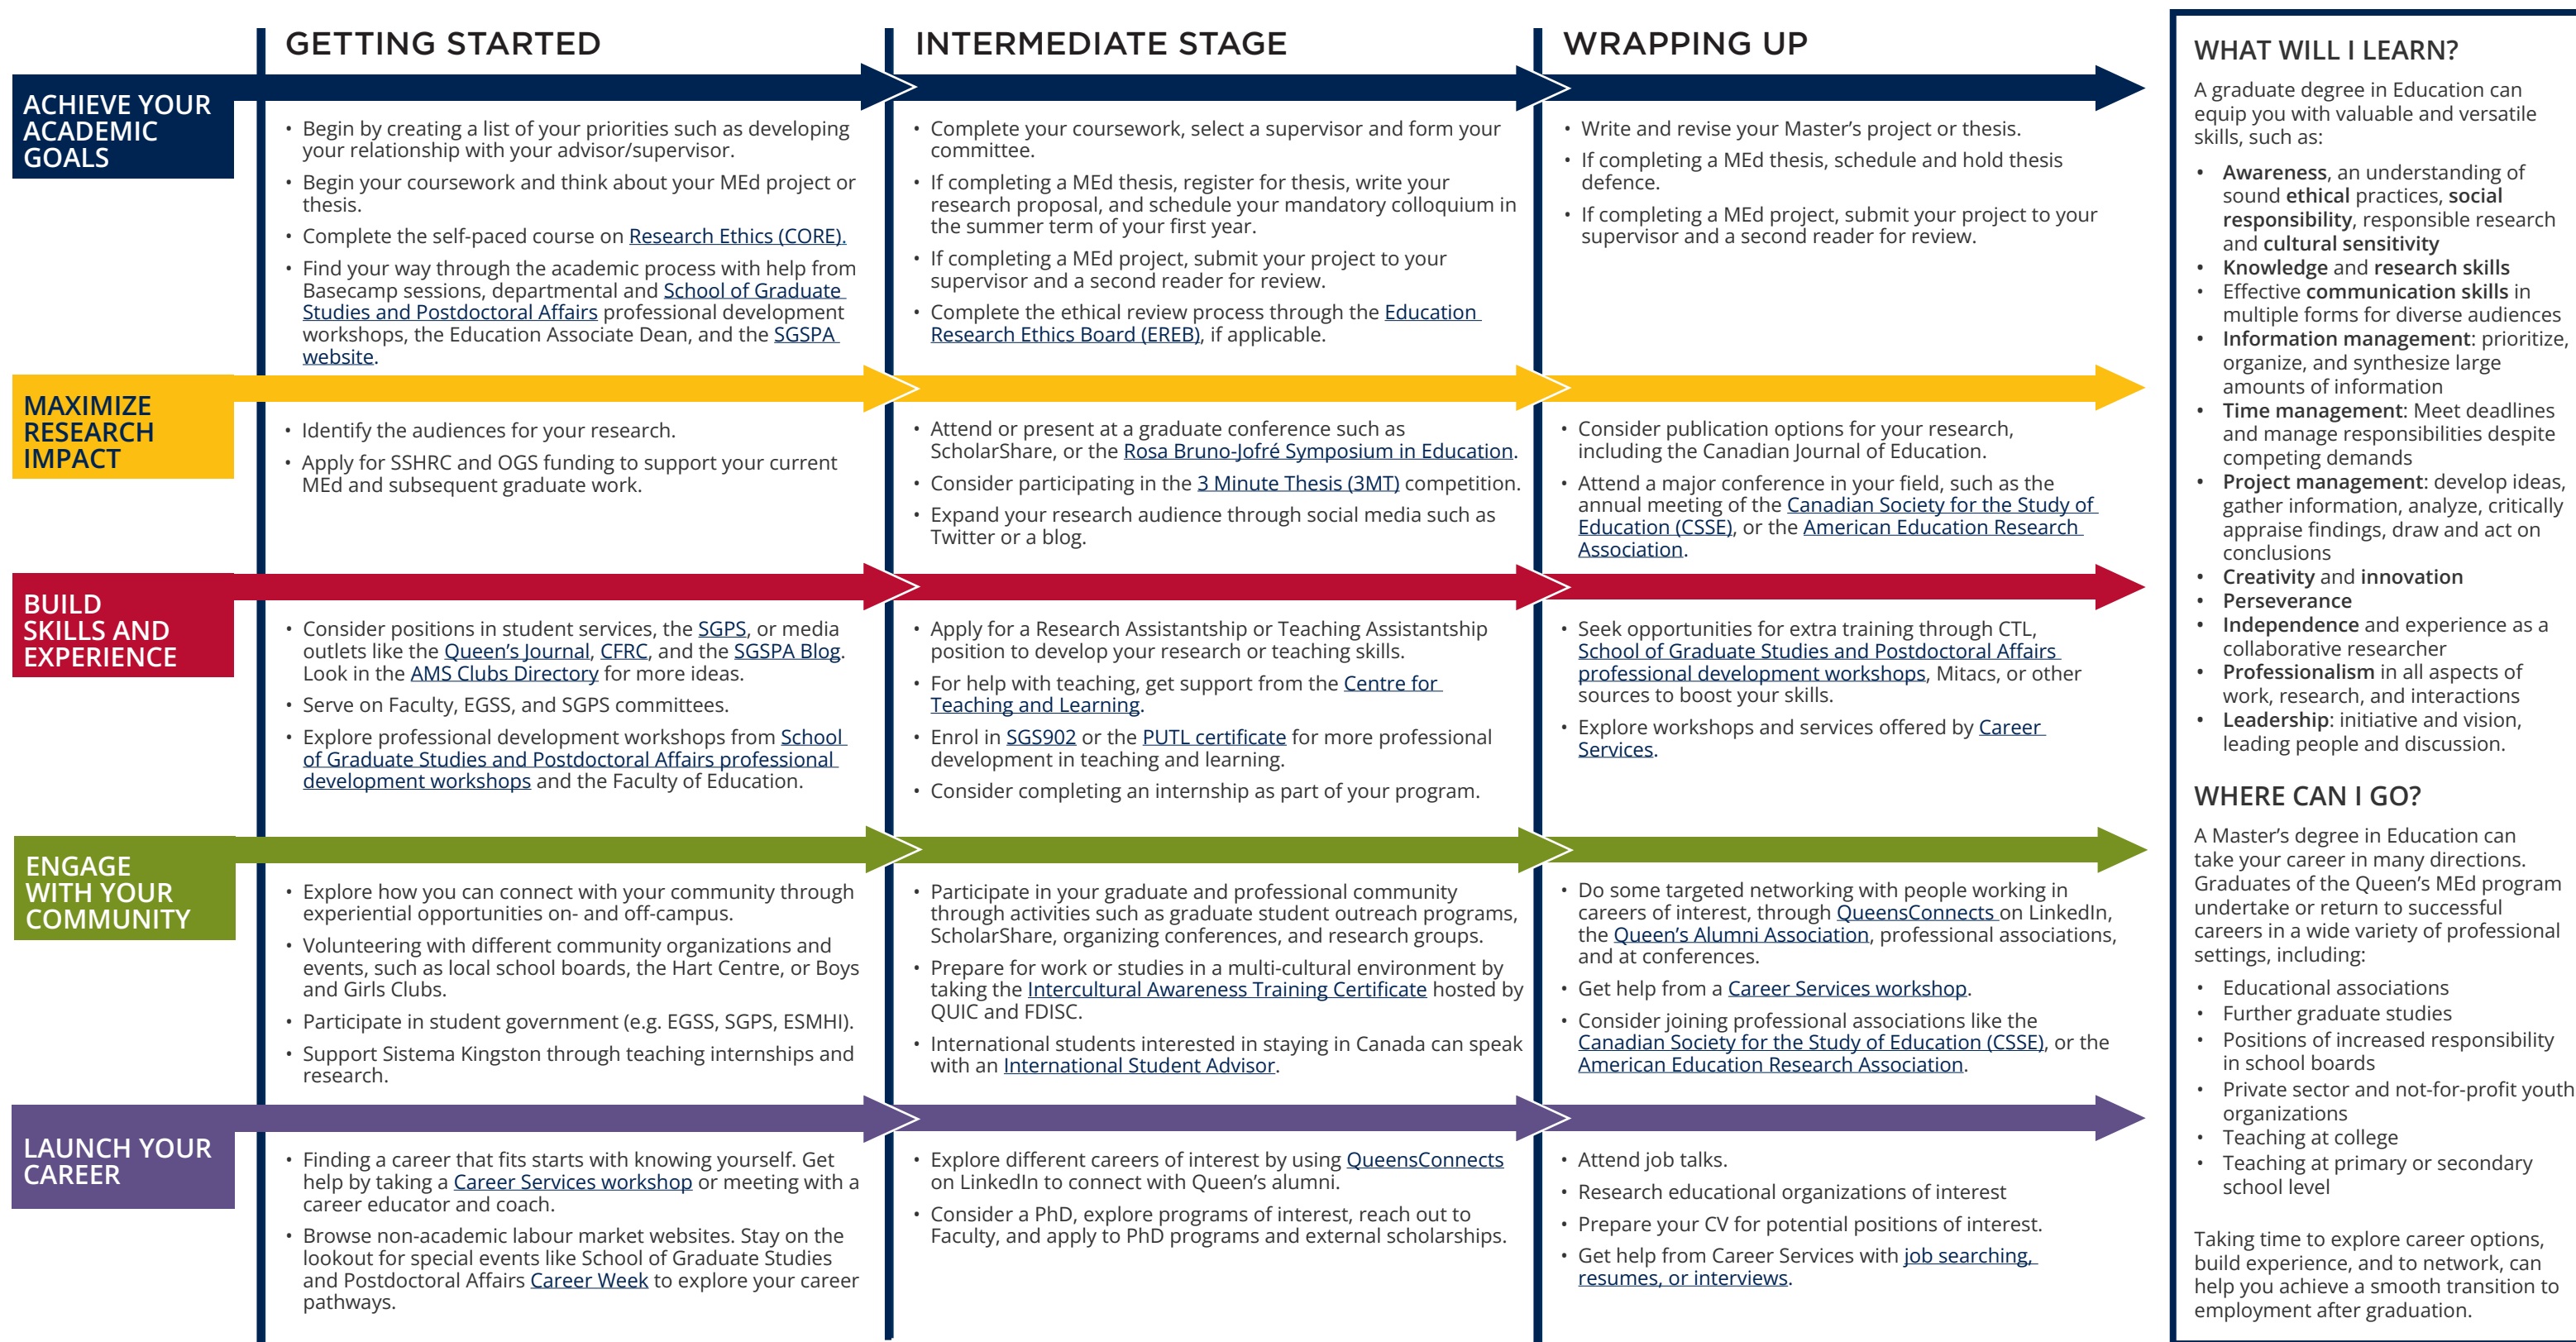 GETTING STARTED
INTERMEDIATE STAGE
WRAPPING UP
ACHIEVE YOUR
ACADEMIC
GOALS
• Begin by creating a list of your priorities such as developing
your relationship with your advisor/supervisor.
• Begin your coursework and think about your MEd project or
thesis.
• Complete the self-paced course on Research Ethics (CORE).
• Find your way through the academic process with help from
Basecamp sessions, departmental and School of Graduate
Studies and Postdoctoral Affairs professional development
workshops, the Education Associate Dean, and the SGSPA
website.
• Complete your coursework, select a supervisor and form your
committee.
• If completing a MEd thesis, register for thesis, write your
research proposal, and schedule your mandatory colloquium in
the summer term of your first year.
• If completing a MEd project, submit your project to your
supervisor and a second reader for review.
• Complete the ethical review process through the Education
Research Ethics Board (EREB), if applicable.
• Write and revise your Master's project or thesis.
• If completing a MEd thesis, schedule and hold thesis
defence.
• If completing a MEd project, submit your project to your
supervisor and a second reader for review.
MAXIMIZE
RESEARCH
IMPACT
• Identify the audiences for your research.
• Apply for SSHRC and OGS funding to support your current
MEd and subsequent graduate work.
• Attend or present at a graduate conference such as
ScholarShare, or the Rosa Bruno-Jofré Symposium in Education.
• Consider participating in the 3 Minute Thesis (3MT) competition.
• Expand your research audience through social media such as
Twitter or a blog.
• Consider publication options for your research,
including the Canadian Journal of Education.
• Attend a major conference in your field, such as the
annual meeting of the Canadian Society for the Study of
Education (CSSE), or the American Education Research
Association.
BUILD
SKILLS AND
EXPERIENCE
• Consider positions in student services, the SGPS, or media
outlets like the Queen's Journal, CFRC, and the SGSPA Blog.
Look in the AMS Clubs Directory for more ideas.
• Serve on Faculty, EGSS, and SGPS committees.
• Explore professional development workshops from School
of Graduate Studies and Postdoctoral Affairs professional
development workshops and the Faculty of Education.
• Apply for a Research Assistantship or Teaching Assistantship
position to develop your research or teaching skills.
• For help with teaching, get support from the Centre for
Teaching and Learning.
• Enrol in SGS902 or the PUTL certificate for more professional
development in teaching and learning.
• Consider completing an internship as part of your program.
• Seek opportunities for extra training through CTL,
School of Graduate Studies and Postdoctoral Affairs
professional development workshops, Mitacs, or other
sources to boost your skills.
• Explore workshops and services offered by Career
Services.
ENGAGE
WITH YOUR
COMMUNITY
• Explore how you can connect with your community through
experiential opportunities on- and off-campus.
• Volunteering with different community organizations and
events, such as local school boards, the Hart Centre, or Boys
and Girls Clubs.
• Participate in student government (e.g. EGSS, SGPS, ESMHI).
• Support Sistema Kingston through teaching internships and
research.
• Participate in your graduate and professional community
through activities such as graduate student outreach programs,
ScholarShare, organizing conferences, and research groups.
• Prepare for work or studies in a multi-cultural environment by
taking the Intercultural Awareness Training Certificate hosted by
QUIC and FDISC.
• International students interested in staying in Canada can speak
with an International Student Advisor.
• Do some targeted networking with people working in
careers of interest, through QueensConnects on LinkedIn,
the Queen's Alumni Association, professional associations,
and at conferences.
• Get help from a Career Services workshop.
• Consider joining professional associations like the
Canadian Society for the Study of Education (CSSE), or the
American Education Research Association.
LAUNCH YOUR
CAREER
• Finding a career that fits starts with knowing yourself. Get
help by taking a Career Services workshop or meeting with a
career educator and coach.
• Browse non-academic labour market websites. Stay on the
lookout for special events like School of Graduate Studies
and Postdoctoral Affairs Career Week to explore your career
pathways.
• Explore different careers of interest by using QueensConnects
on LinkedIn to connect with Queen's alumni.
• Consider a PhD, explore programs of interest, reach out to
Faculty, and apply to PhD programs and external scholarships.
• Attend job talks.
• Research educational organizations of interest
• Prepare your CV for potential positions of interest.
• Get help from Career Services with job searching,
resumes, or interviews.
WHAT WILL I LEARN?
A graduate degree in Education can
equip you with valuable and versatile
skills, such as:
• Awareness, an understanding of
sound ethical practices, social
responsibility, responsible research
and cultural sensitivity
• Knowledge and research skills
• Effective communication skills in
multiple forms for diverse audiences
• Information management: prioritize,
organize, and synthesize large
amounts of information
• Time management: Meet deadlines
and manage responsibilities despite
competing demands
• Project management: develop ideas,
gather information, analyze, critically
appraise findings, draw and act on
conclusions
• Creativity and innovation
• Perseverance
• Independence and experience as a
collaborative researcher
• Professionalism in all aspects of
work, research, and interactions
• Leadership: initiative and vision,
leading people and discussion.
WHERE CAN I GO?
A Master's degree in Education can
take your career in many directions.
Graduates of the Queen's MEd program
undertake or return to successful
careers in a wide variety of professional
settings, including:
• Educational associations
• Further graduate studies
• Positions of increased responsibility
in school boards
• Private sector and not-for-profit youth
organizations
• Teaching at college
• Teaching at primary or secondary
school level
Taking time to explore career options,
build experience, and to network, can
help you achieve a smooth transition to
employment after graduation.